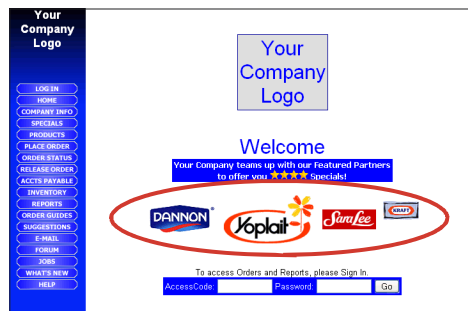 Your
Company
Logo
LOG IN
HOME
COMPANY INFO
SPECIALS
PRODUCTS
PLACE ORDER
ORDER STATUS
RELEASE ORDER
ACCTS PAYABLE
INVENTORY
REPORTS
ORDER GUIDES
SUGGESTIONS
E-MAIL
FORUM
JOBS
WHAT'S NEW
HELP
Your
Company
Logo
Welcome
Your Company teams up with our Featured Partners
to offer you ★★★★ Specials!
DANNON
Yoplait
Sara Lee
KRAFT
To access Orders and Reports, please Sign In.
AccessCode: Password: Go